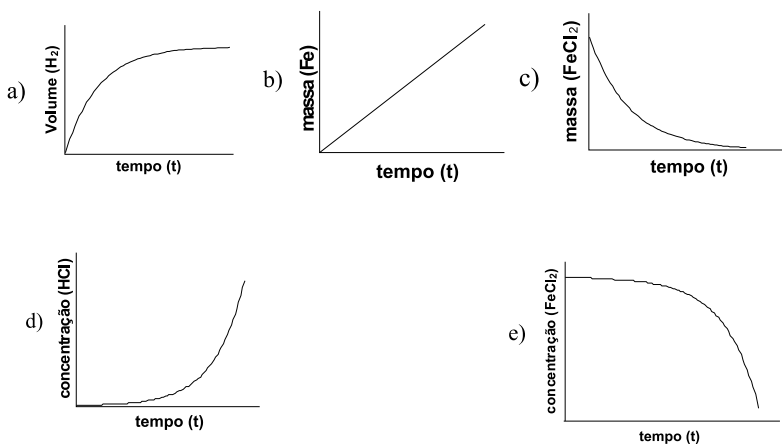 a)
Volume (H₂)
tempo (t)
b)
massa (Fe)
tempo (t)
c)
massa (FeCl₂)
tempo (t)
d)
concentração (HCl)
tempo (t)
e)
concentração (FeCl₂)
tempo (t)